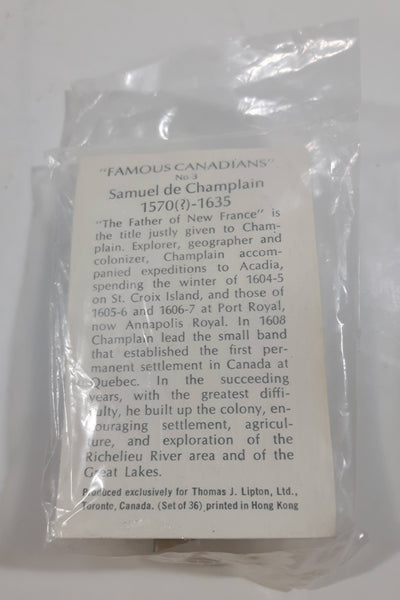 "FAMOUS CANADIANS"
No 3
Samuel de Champlain
1570(?)-1635
"The Father of New France" is
the title justly given to Cham-
plain. Explorer, geographer and
colonizer, Champlain accom-
panied expeditions to Acadia,
spending the winter of 1604-5
on St. Croix Island, and those of
1605-6 and 1606-7 at Port Royal,
now Annapolis Royal. In 1608
Champlain lead the small band
that established the first per-
manent settlement in Canada at
Quebec. In the succeeding
years, with the greatest diffi-
culty, he built up the colony, en-
couraging settlement, agricul-
ture, and exploration of the
Richelieu River area and of the
Great Lakes.
Produced exclusively for Thomas J. Lipton, Ltd.,
Toronto, Canada. (Set of 36) printed in Hong Kong